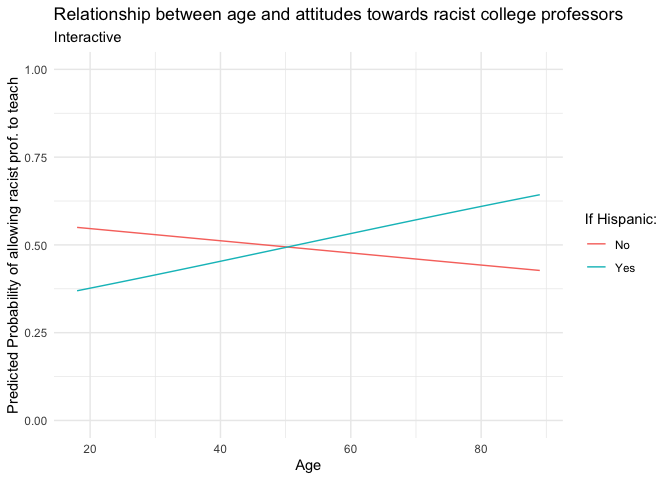 Relationship between age and attitudes towards racist college professors
Interactive
Predicted Probability of allowing racist prof. to teach
1.00
0.75
0.50
0.25
0.00
20 40 60 80
Age
If Hispanic:
No
Yes